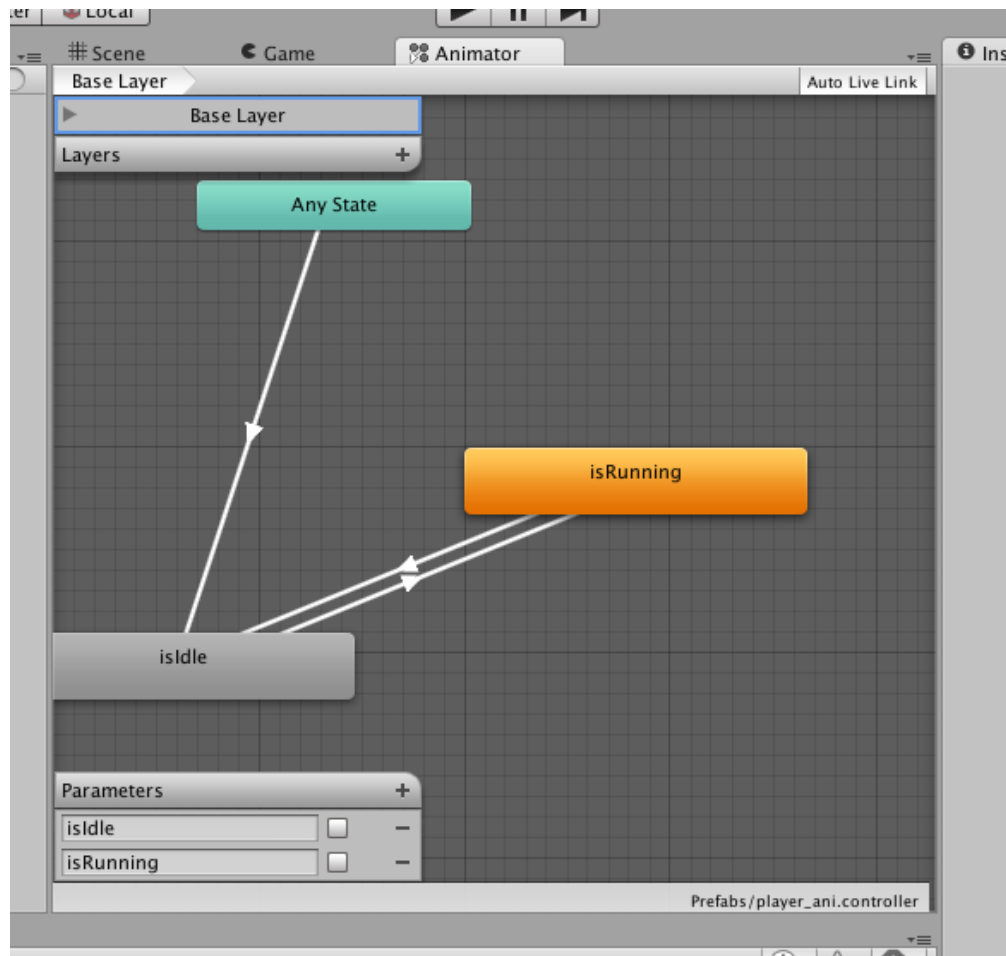 Local
Scene
Game
Animator
Base Layer
Auto Live Link
Base Layer
Layers
Any State
isRunning
isIdle
Parameters
isIdle
isRunning
Prefabs/player_ani.controller